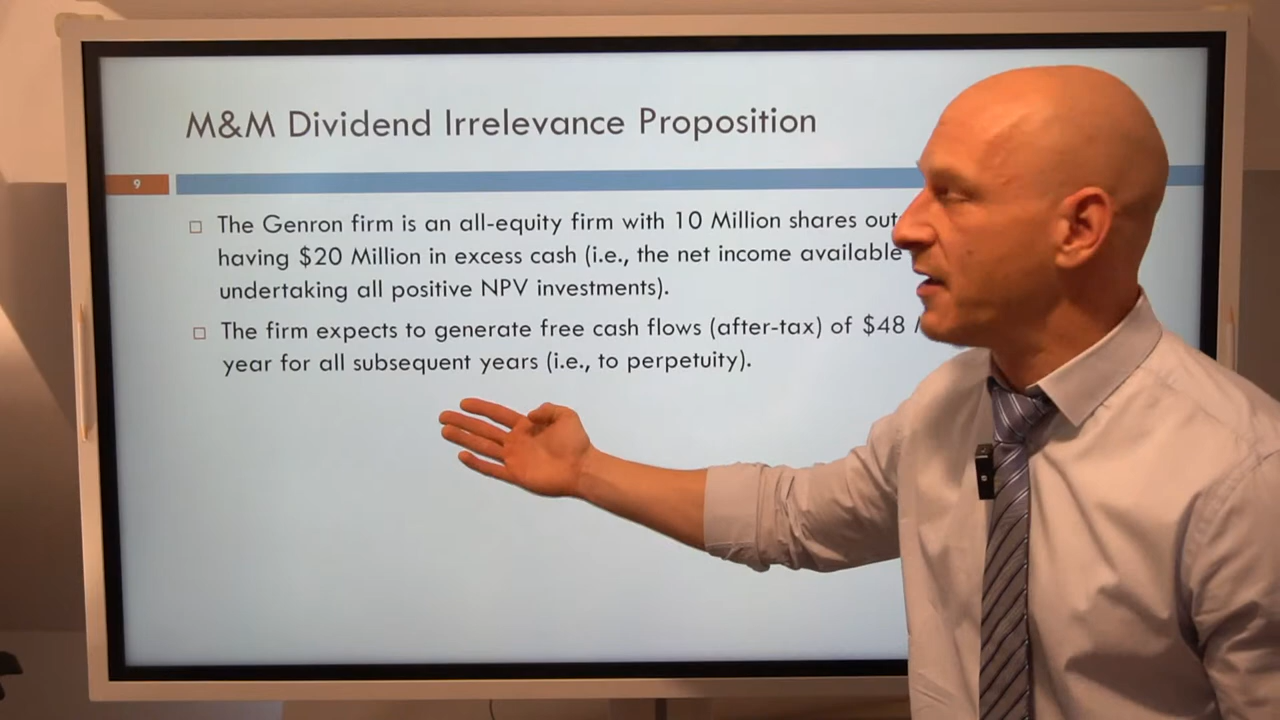 M&M Dividend Irrelevance Proposition
9
□ The Genron firm is an all-equity firm with 10 Million shares
having $20 Million in excess cash (i.e., the net income available
undertaking all positive NPV investments).
□ The firm expects to generate free cash flows (after-tax) of $48
year for all subsequent years (i.e., to perpetuity).